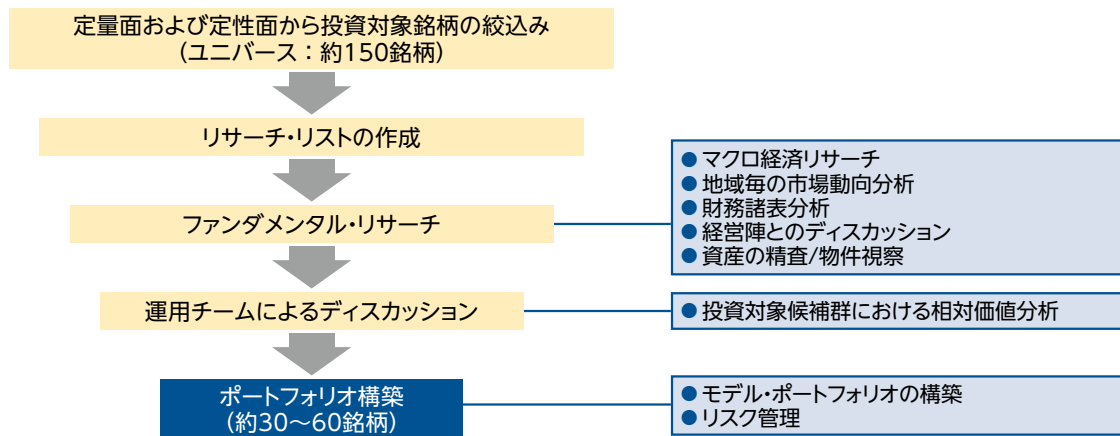 定量面および定性面から投資対象銘柄の絞込み
(ユニバース：約150銘柄)
リサーチ・リストの作成
ファンダメンタル・リサーチ
● マクロ経済リサーチ
● 地域毎の市場動向分析
● 財務諸表分析
● 経営陣とのディスカッション
● 資産の精査/物件視察
運用チームによるディスカッション
● 投資対象候補群における相対価値分析
ポートフォリオ構築
(約30～60銘柄)
● モデル・ポートフォリオの構築
● リスク管理